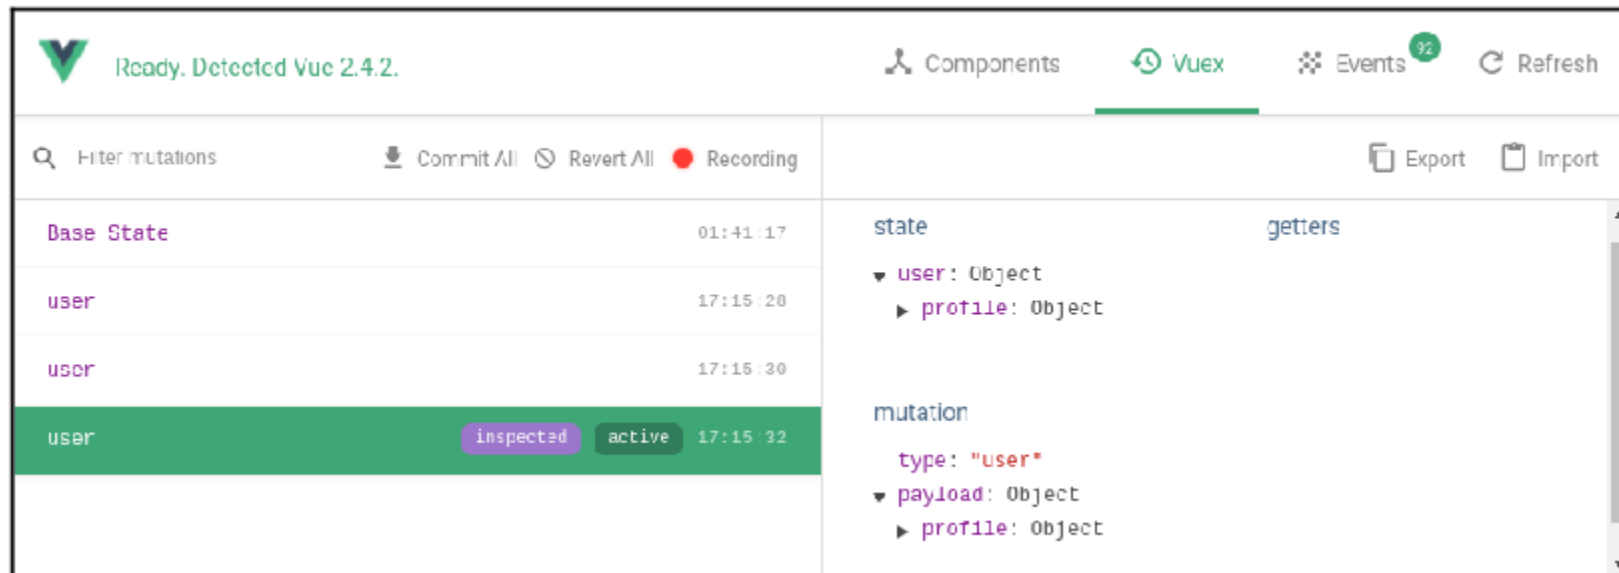 Ready. Detected Vue 2.4.2.
Components
Vuex
Events 92
Refresh
Filter mutations
Commit All
Revert All
Recording
Export
Import
Base State 01:41:17
user 17:15:28
user 17:15:30
user inspected active 17:15:32
state
getters
user: Object
profile: Object
mutation
type: "user"
payload: Object
profile: Object